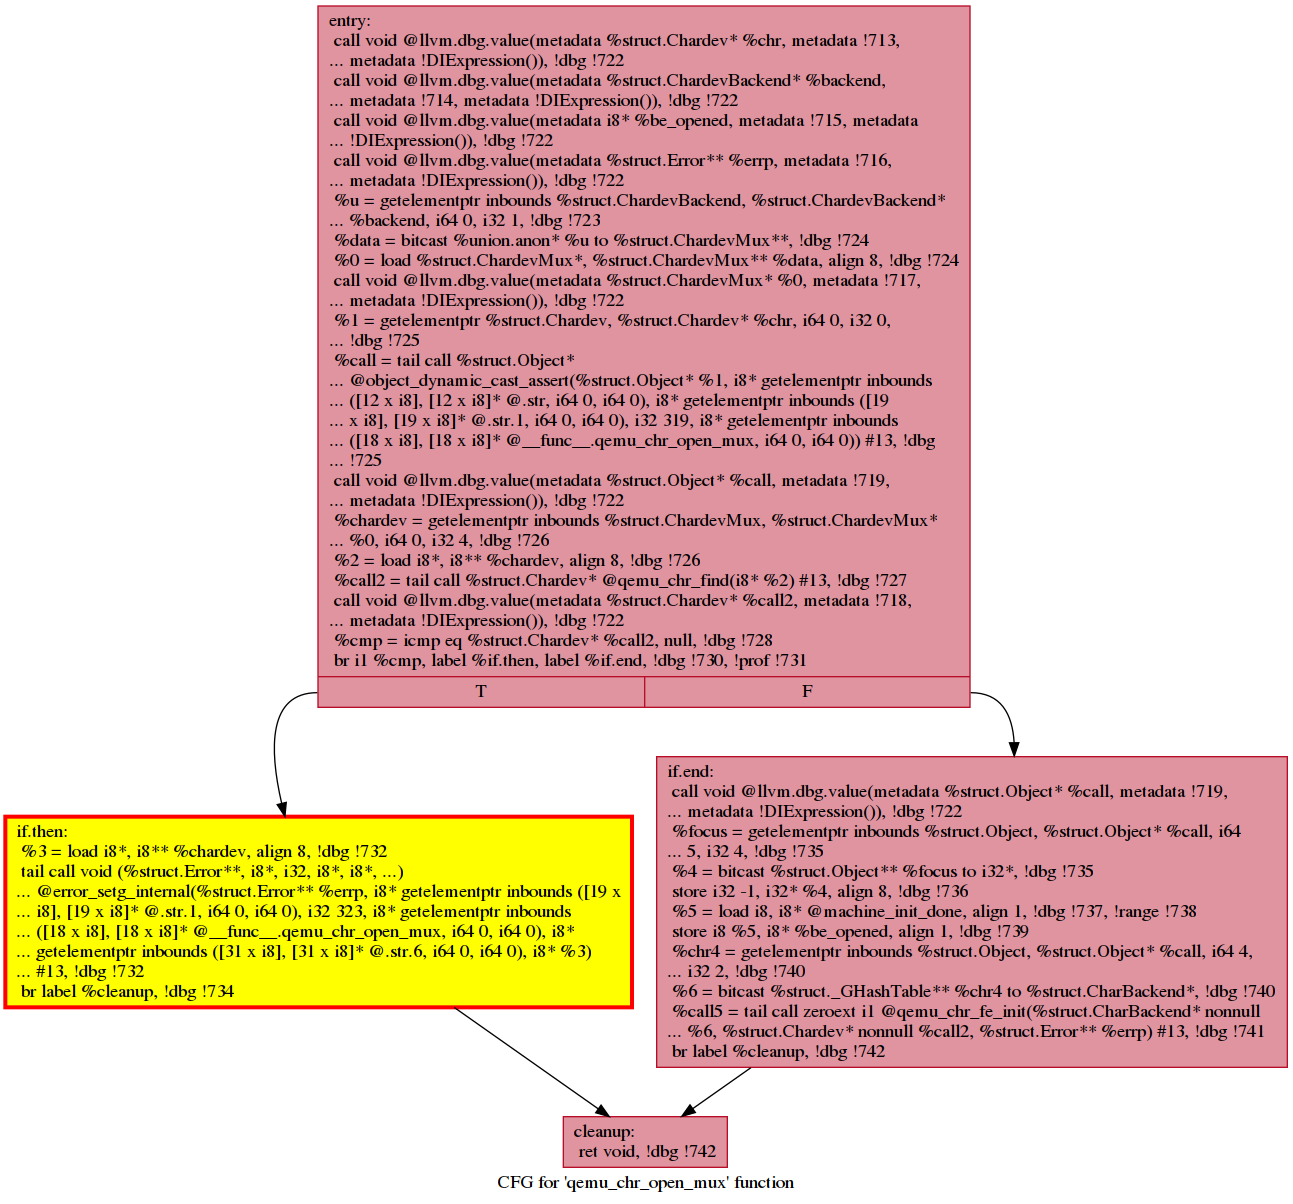 entry:
call void @llvm.dbg.value(metadata %struct.Chardev* %chr, metadata !713,
... metadata !DIExpression()), !dbg !722
call void @llvm.dbg.value(metadata %struct.ChardevBackend* %backend,
... metadata !714, metadata !DIExpression()), !dbg !722
call void @llvm.dbg.value(metadata i8* %be_opened, metadata !715, metadata
... !DIExpression()), !dbg !722
call void @llvm.dbg.value(metadata %struct.Error** %errp, metadata !716,
... metadata !DIExpression()), !dbg !722
%u = getelementptr inbounds %struct.ChardevBackend, %struct.ChardevBackend*
... %backend, i64 0, i32 1, !dbg !723
%data = bitcast %union.anon* %u to %struct.ChardevMux**, !dbg !724
%0 = load %struct.ChardevMux*, %struct.ChardevMux** %data, align 8, !dbg !724
call void @llvm.dbg.value(metadata %struct.ChardevMux* %0, metadata !717,
... metadata !DIExpression()), !dbg !722
%1 = getelementptr %struct.Chardev, %struct.Chardev* %chr, i64 0, i32 0,
... !dbg !725
%call = tail call %struct.Object*
... @object_dynamic_cast_assert(%struct.Object* %1, i8* getelementptr inbounds
... ([12 x i8], [12 x i8]* @.str, i64 0, i64 0), i8* getelementptr inbounds ([19
... x i8], [19 x i8]* @.str.1, i64 0, i64 0), i32 319, i8* getelementptr inbounds
... ([18 x i8], [18 x i8]* @__func__.qemu_chr_open_mux, i64 0, i64 0)) #13, !dbg
... !725
call void @llvm.dbg.value(metadata %struct.Object* %call, metadata !719,
... metadata !DIExpression()), !dbg !722
%chardev = getelementptr inbounds %struct.ChardevMux, %struct.ChardevMux*
... %0, i64 0, i32 4, !dbg !726
%2 = load i8*, i8** %chardev, align 8, !dbg !726
%call2 = tail call %struct.Chardev* @qemu_chr_find(i8* %2) #13, !dbg !727
call void @llvm.dbg.value(metadata %struct.Chardev* %call2, metadata !718,
... metadata !DIExpression()), !dbg !722
%cmp = icmp eq %struct.Chardev* %call2, null, !dbg !728
br i1 %cmp, label %if.then, label %if.end, !dbg !730, !prof !731
T F
if.then:
%3 = load i8*, i8** %chardev, align 8, !dbg !732
tail call void (%struct.Error**, i8*, i32, i8*, i8*, ...)
... @error_setg_internal(%struct.Error** %errp, i8* getelementptr inbounds ([19 x
... i8], [19 x i8]* @.str.1, i64 0, i64 0), i32 323, i8* getelementptr inbounds
... ([18 x i8], [18 x i8]* @__func__.qemu_chr_open_mux, i64 0, i64 0), i8*
... getelementptr inbounds ([31 x i8], [31 x i8]* @.str.6, i64 0, i64 0), i8* %3)
... #13, !dbg !732
br label %cleanup, !dbg !734
if.end:
call void @llvm.dbg.value(metadata %struct.Object* %call, metadata !719,
... metadata !DIExpression()), !dbg !722
%focus = getelementptr inbounds %struct.Object, %struct.Object* %call, i64
... 5, i32 4, !dbg !735
%4 = bitcast %struct.Object** %focus to i32*, !dbg !735
store i32 -1, i32* %4, align 8, !dbg !736
%5 = load i8, i8* @machine_init_done, align 1, !dbg !737, !range !738
store i8 %5, i8* %be_opened, align 1, !dbg !739
%chr4 = getelementptr inbounds %struct.Object, %struct.Object* %call, i64 4,
... i32 2, !dbg !740
%6 = bitcast %struct._GHashTable** %chr4 to %struct.CharBackend*, !dbg !740
%call5 = tail call zeroext i1 @qemu_chr_fe_init(%struct.CharBackend* nonnull
... %6, %struct.Chardev* nonnull %call2, %struct.Error** %errp) #13, !dbg !741
br label %cleanup, !dbg !742
cleanup:
ret void, !dbg !742
CFG for 'qemu_chr_open_mux' function